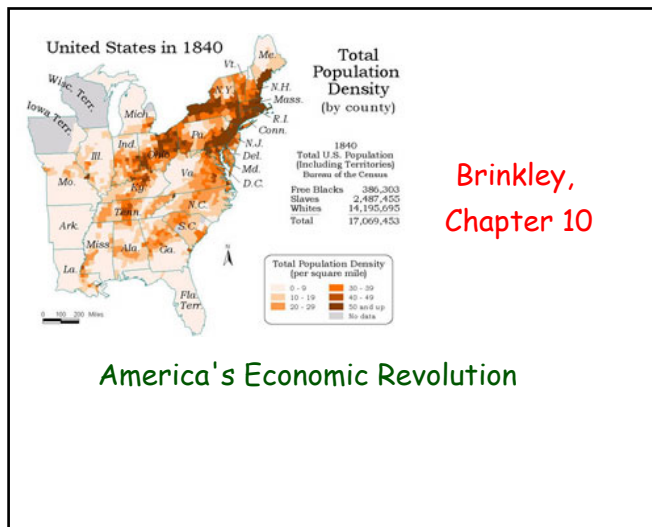 United States in 1840
Total
Population
Density
(by county)
Me.
Vt.
N.Y.
N.H.
Mass.
R.I.
Conn.
N.J.
Del.
Md.
D.C.
Wisc. Terr.
Iowa Terr.
Mich.
Pa.
Ohio
Ind.
Ill.
Va.
Mo.
Ky.
N.C.
Tenn.
S.C.
Ark.
Miss.
Ala.
Ga.
La.
Fla.
Terr.
N
0 100 200 Miles
1840
Total U.S. Population
(Including Territories)
Bureau of the Census
Free Blacks 386,303
Slaves 2,487,455
Whites 14,195,695
Total 17,069,453
Total Population Density
(per square mile)
0 - 9
10 - 19
20 - 29
30 - 39
40 - 49
50 and up
No data
Brinkley,
Chapter 10
America's Economic Revolution